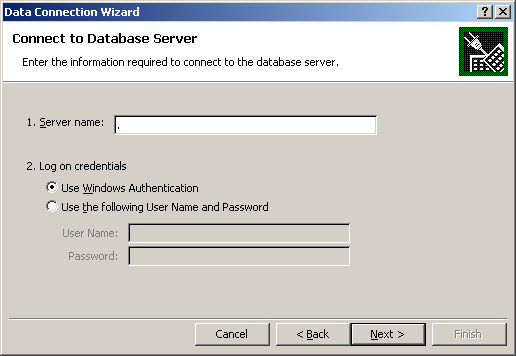 Data Connection Wizard
Connect to Database Server
Enter the information required to connect to the database server.
1. Server name: .
2. Log on credentials
Use Windows Authentication
Use the following User Name and Password
User Name:
Password:
Cancel < Back Next > Finish